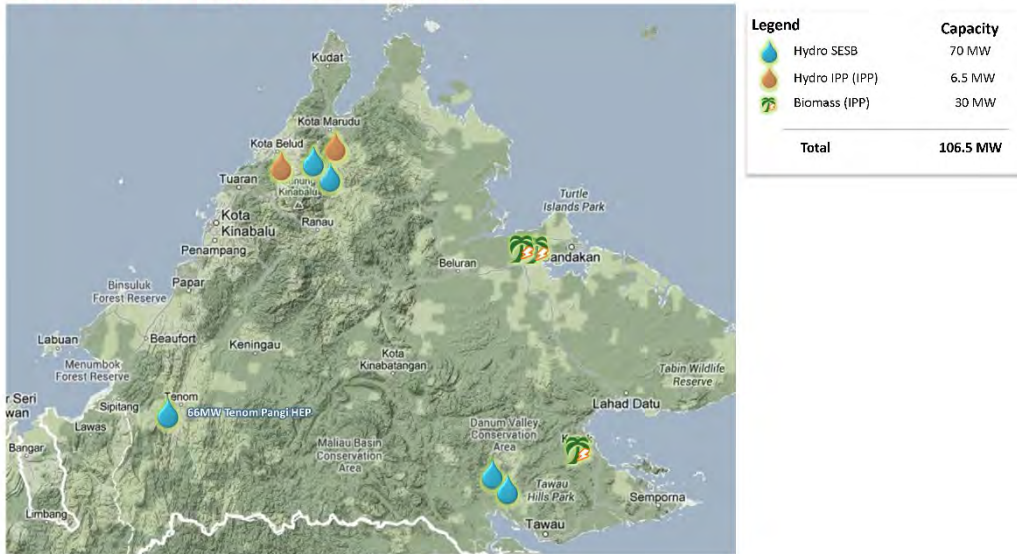 Kudat
Kota Marudu
Kota Belud
Tuaran
Kinabalu
Kota
Kinabalu
Ranau
Penampang
Turtle
Islands Park
andakan
Beluran
Papar
Binsuluk
Forest Reserve
Labuan
Beaufort
Keningau
Kota
Kinabatangan
Menumbok
Forest Reserve
Tabin Wildlife
Reserve
Lahad Datu
r Seri
wan
Sipitang
Tenom
66MW Tenom Pangi HEP
Lawas
Bangar
Danum Valley
Conservation
Area
Maliau Basin
Conservation
Area
Tawau
Hills Park
Semporna
Limbang
Tawau
Legend Capacity
Hydro SESB 70 MW
Hydro IPP (IPP) 6.5 MW
Biomass (IPP) 30 MW
Total 106.5 MW